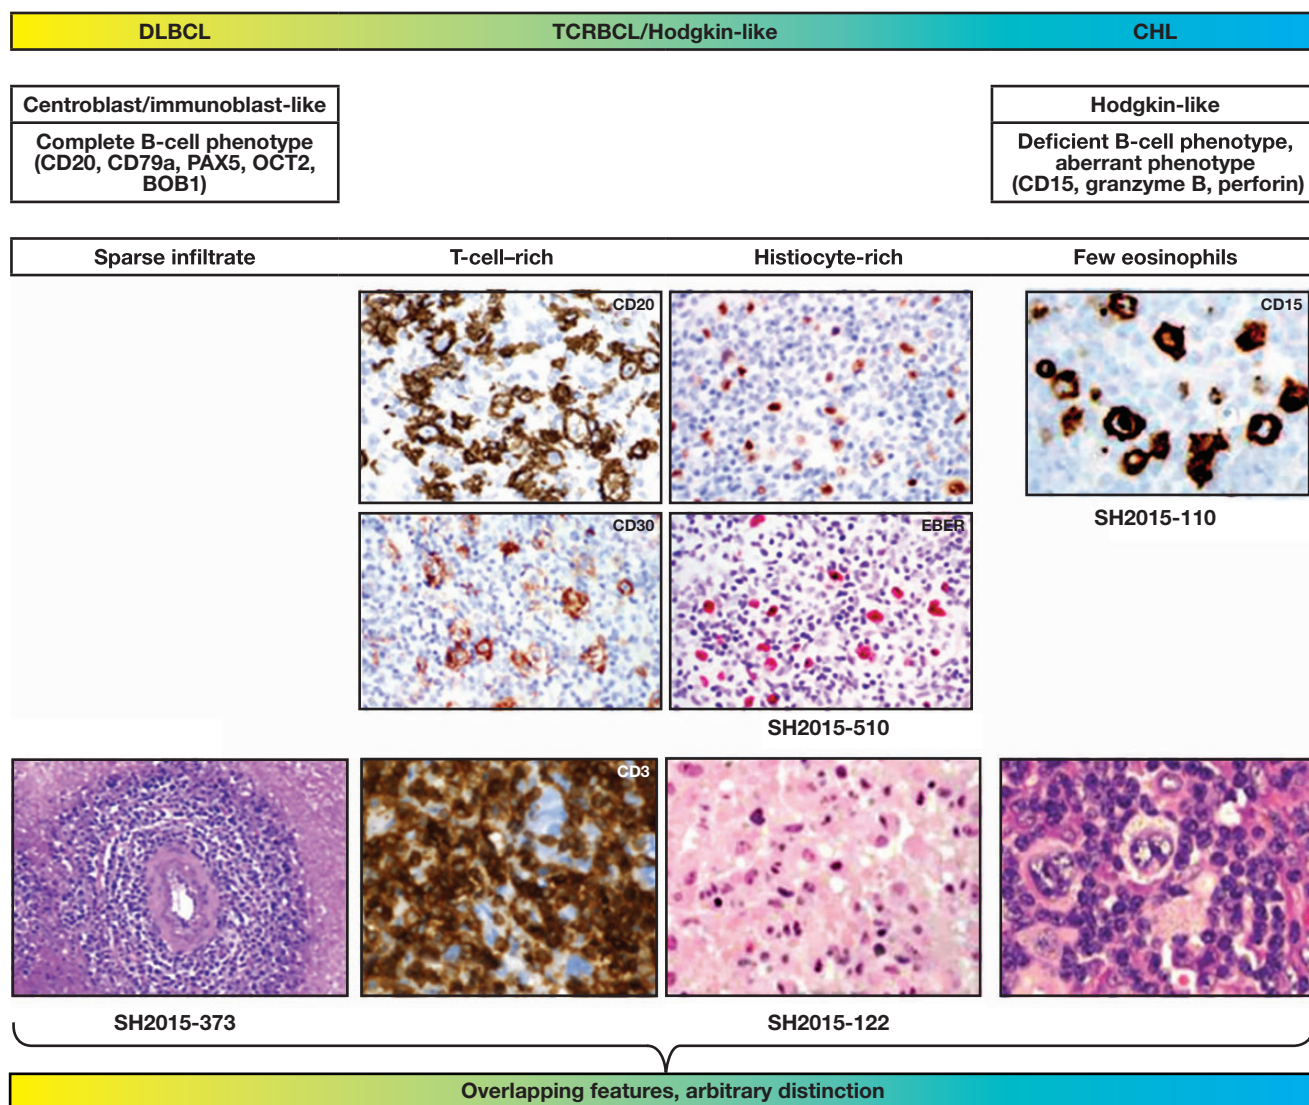 DLBCL
TCRBCL/Hodgkin-like
CHL
Centroblast/immunoblast-like
Complete B-cell phenotype
(CD20, CD79a, PAX5, OCT2,
BOB1)
Hodgkin-like
Deficient B-cell phenotype,
aberrant phenotype
(CD15, granzyme B, perforin)
Sparse infiltrate
T-cell–rich
Histiocyte-rich
Few eosinophils
CD20
CD15
SH2015-110
CD30
EBER
SH2015-510
CD3
SH2015-373
SH2015-122
Overlapping features, arbitrary distinction